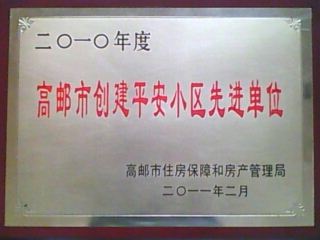 二〇一〇年度
高邮市创建平安小区先进单位
高邮市住房保障和房产管理局
二〇一一年二月